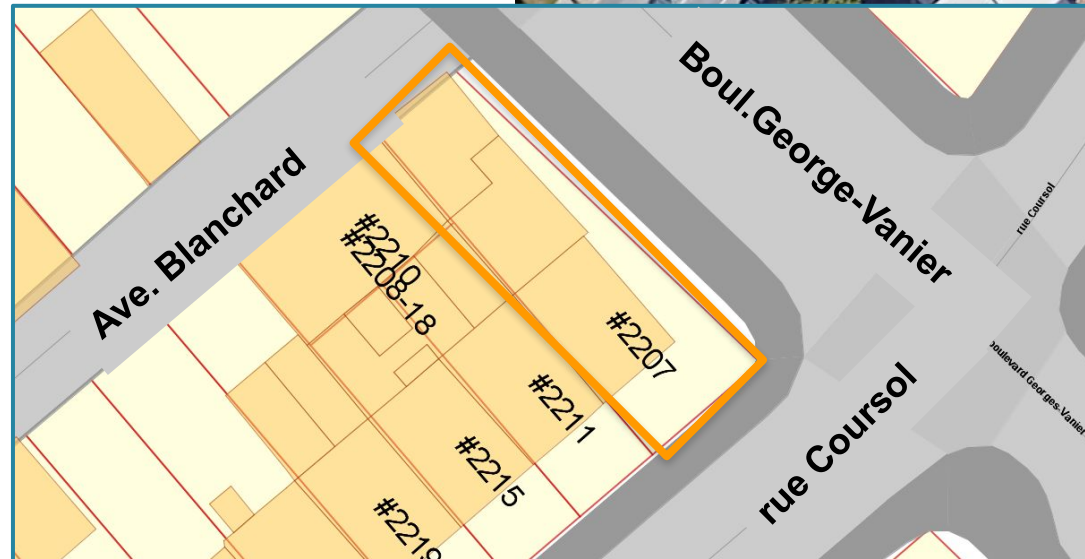 Boul.George-Vanier
rue Coursol
Ave. Blanchard
#2210
#2208-18
#2207
boulevard Georges-Vanier
#2211
rue Coursol
#2215
#2219